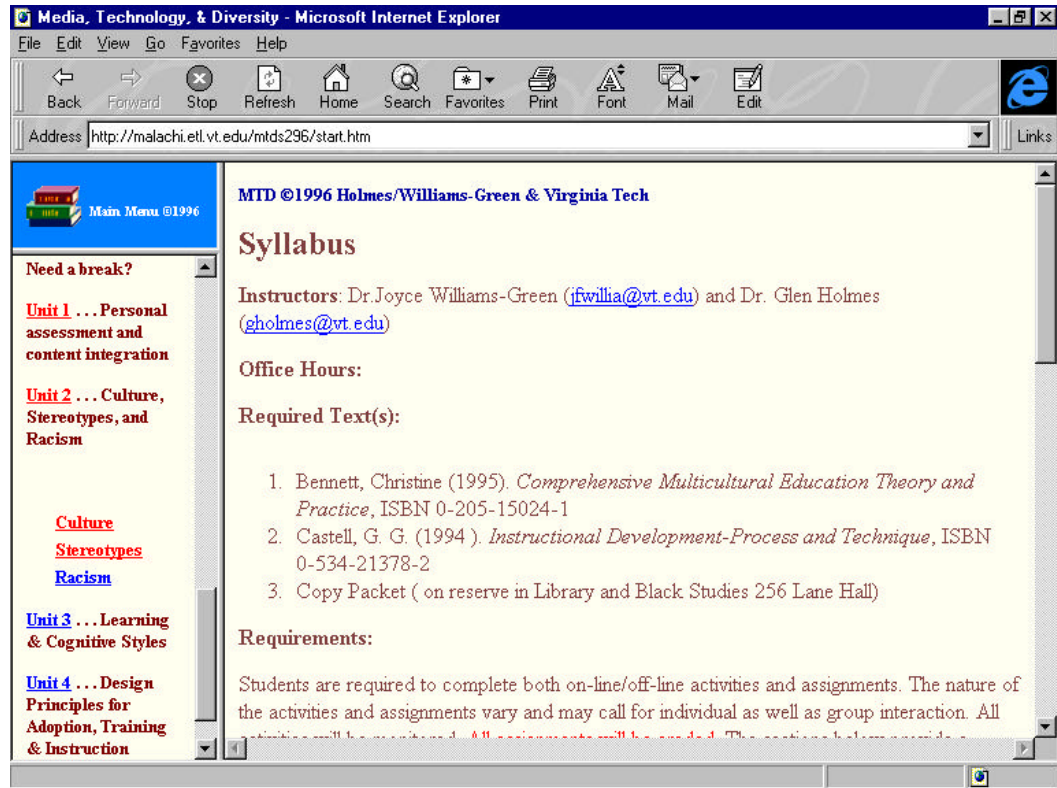 Media, Technology, & Diversity - Microsoft Internet Explorer
File Edit View Go Favorites Help
Back Forward Stop Refresh Home Search Favorites Print Font Mail Edit
Address http://malachi.etl.vt.edu/mtds296/start.htm Links
Main Menu ©1996
Need a break?
Unit 1 . . . Personal
assessment and
content integration
Unit 2 . . . Culture,
Stereotypes, and
Racism
Culture
Stereotypes
Racism
Unit 3 . . . Learning
& Cognitive Styles
Unit 4 . . . Design
Principles for
Adoption, Training
& Instruction
MTD ©1996 Holmes/Williams-Green & Virginia Tech
Syllabus
Instructors: Dr.Joyce Williams-Green (jfwillia@vt.edu) and Dr. Glen Holmes
(gholmes@vt.edu)
Office Hours:
Required Text(s):
1. Bennett, Christine (1995). Comprehensive Multicultural Education Theory and
Practice, ISBN 0-205-15024-1
2. Castell, G. G. (1994 ). Instructional Development-Process and Technique, ISBN
0-534-21378-2
3. Copy Packet ( on reserve in Library and Black Studies 256 Lane Hall)
Requirements:
Students are required to complete both on-line/off-line activities and assignments. The nature of
the activities and assignments vary and may call for individual as well as group interaction. All